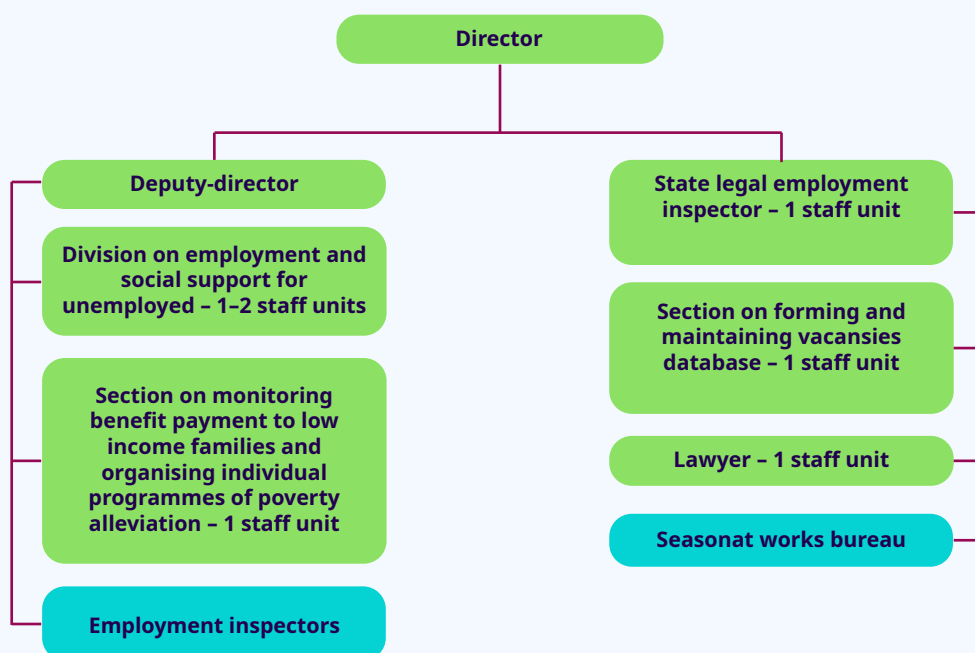 Director
Deputy-director
Division on employment and
social support for
unemployed – 1–2 staff units
Section on monitoring
benefit payment to low
income families and
organising individual
programmes of poverty
alleviation – 1 staff unit
Employment inspectors
State legal employment
inspector – 1 staff unit
Section on forming and
maintaining vacansies
database – 1 staff unit
Lawyer – 1 staff unit
Seasonat works bureau